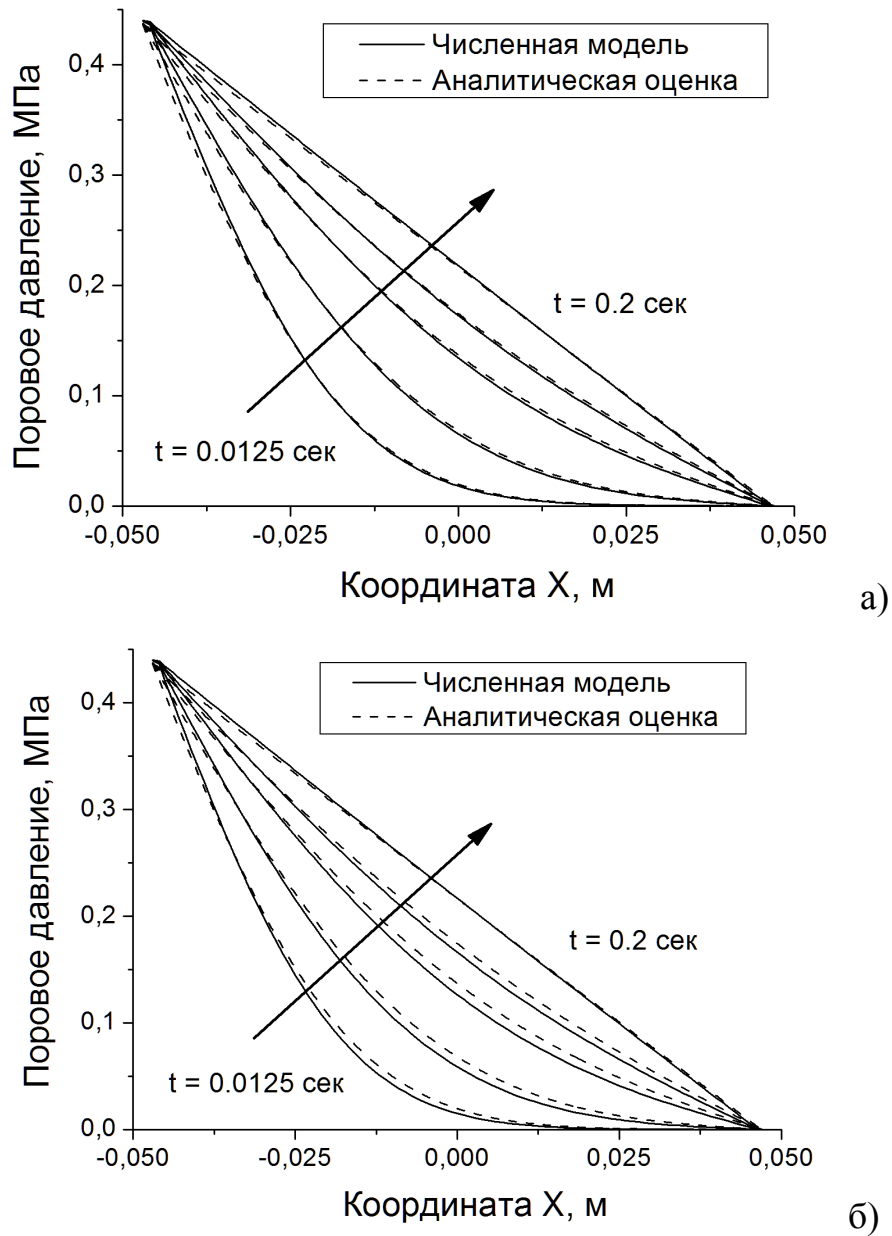 Численная модель
Аналитическая оценка
Поровое давление, МПа
0,4
0,3
0,2
0,1
0,0
t = 0.2 сек
t = 0.0125 сек
-0,050
-0,025
0,000
0,025
0,050
Координата X, м
а)
Численная модель
Аналитическая оценка
Поровое давление, МПа
0,4
0,3
0,2
0,1
0,0
t = 0.2 сек
t = 0.0125 сек
-0,050
-0,025
0,000
0,025
0,050
Координата X, м
б)